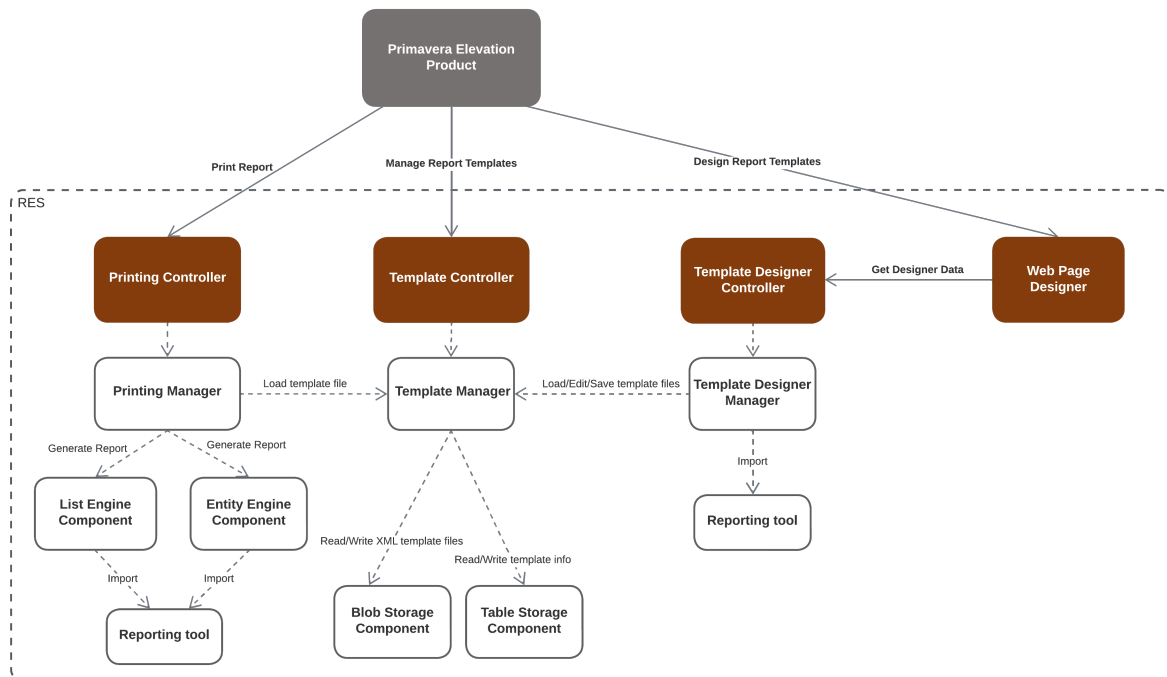 Primavera Elevation
Product
Print Report
Manage Report Templates
Design Report Templates
RES
Printing Controller
Template Controller
Template Designer
Controller
Get Designer Data
Web Page
Designer
Printing Manager
Load template file
Template Manager
Load/Edit/Save template files
Template Designer
Manager
Generate Report
Generate Report
Import
List Engine
Component
Entity Engine
Component
Reporting tool
Read/Write XML template files
Read/Write template info
Import
Import
Blob Storage
Component
Table Storage
Component
Reporting tool